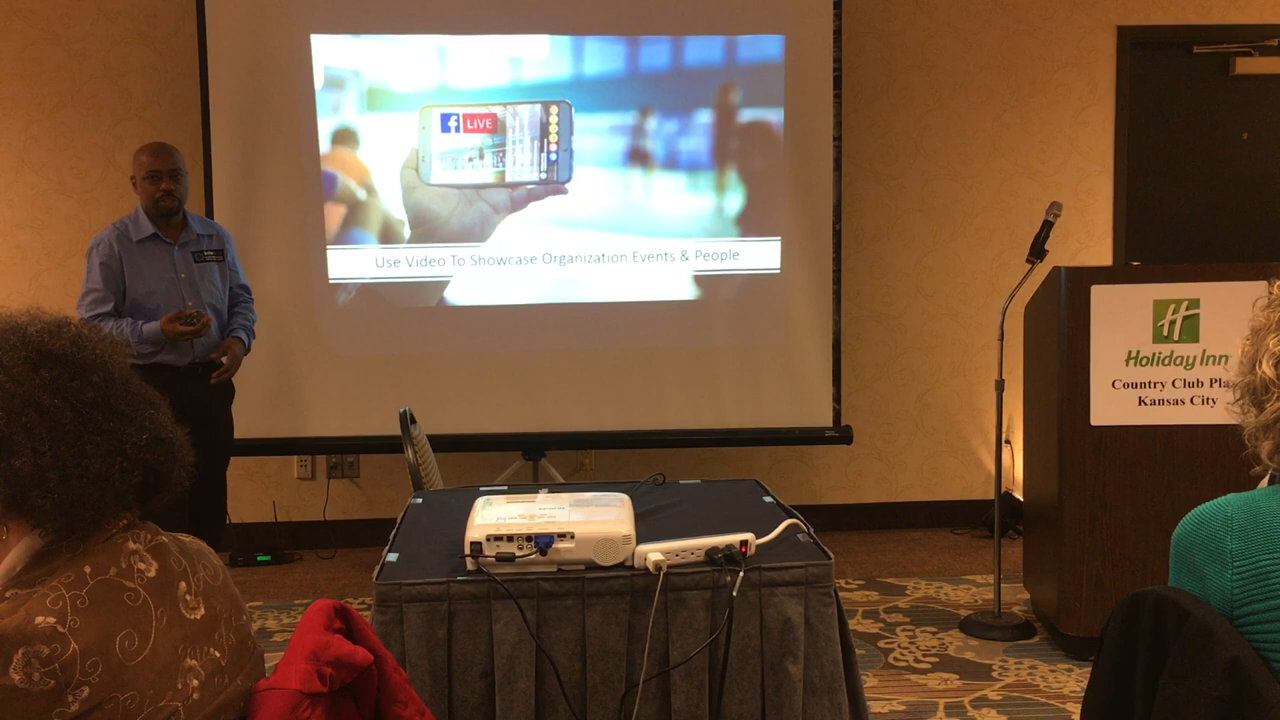 f LIVE
Use Video To Showcase Organization Events & People
H
Holiday Inn
Country Club Pla
Kansas City